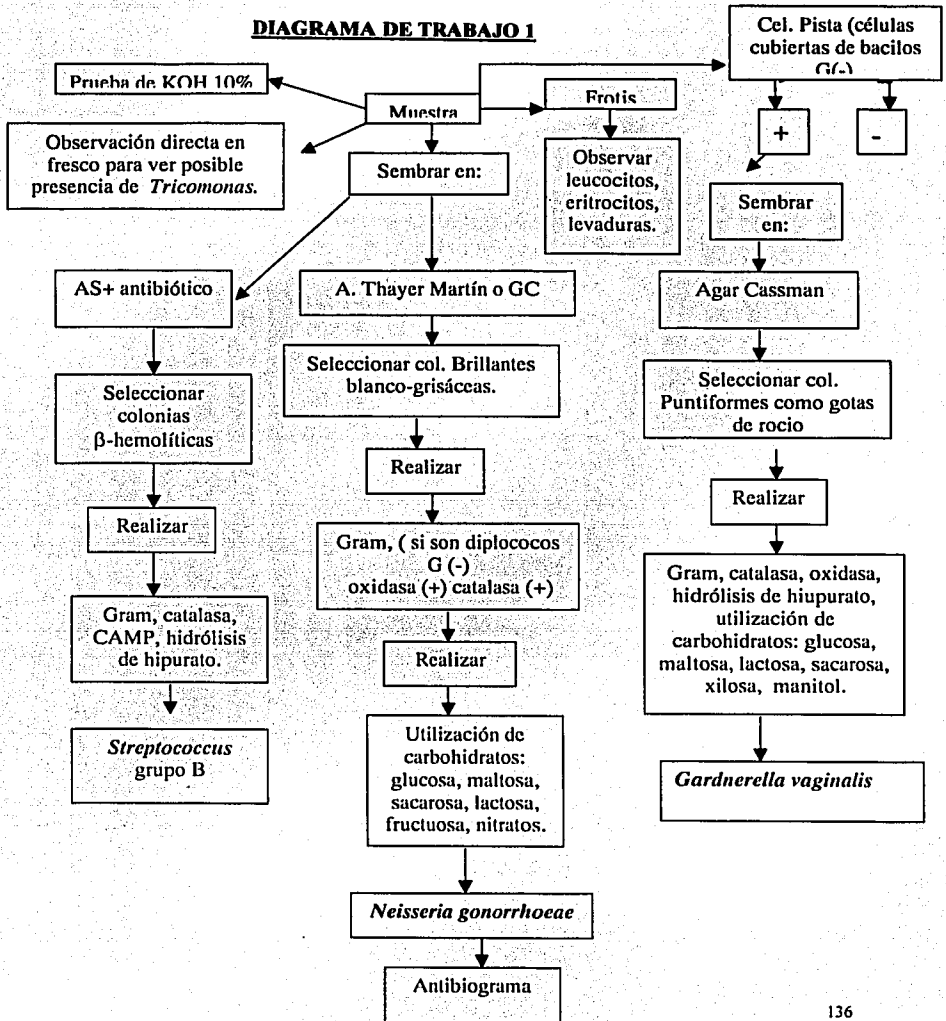 DIAGRAMA DE TRABAJO 1
Cel. Pista (células
cubiertas de bacilos
G(-)
Prueba de KOH 10%
Muestra
Frotis
+
-
Observación directa en
fresco para ver posible
presencia de Tricomonas.
Sembrar en:
Observar
leucocitos,
eritrocitos,
levaduras.
Sembrar
en:
AS+ antibiótico
A. Thayer Martín o GC
Agar Cassman
Seleccionar
colonias
β-hemolíticas
Seleccionar col. Brillantes
blanco-grisáceas.
Seleccionar col.
Puntiformes como gotas
de rocio
Realizar
Realizar
Realizar
Gram, catalasa,
CAMP, hidrólisis
de hipurato.
Gram, ( si son diplococos
G (-)
oxidasa (+) catalasa (+)
Gram, catalasa, oxidasa,
hidrólisis de hiupurato,
utilización de
carbohidratos: glucosa,
maltosa, lactosa, sacarosa,
xilosa, manitol.
Realizar
Streptococcus
grupo B
Utilización de
carbohidratos:
glucosa, maltosa,
sacarosa, lactosa,
fructuosa, nitratos.
Gardnerella vaginalis
Neisseria gonorrhoeae
Antibiograma
136